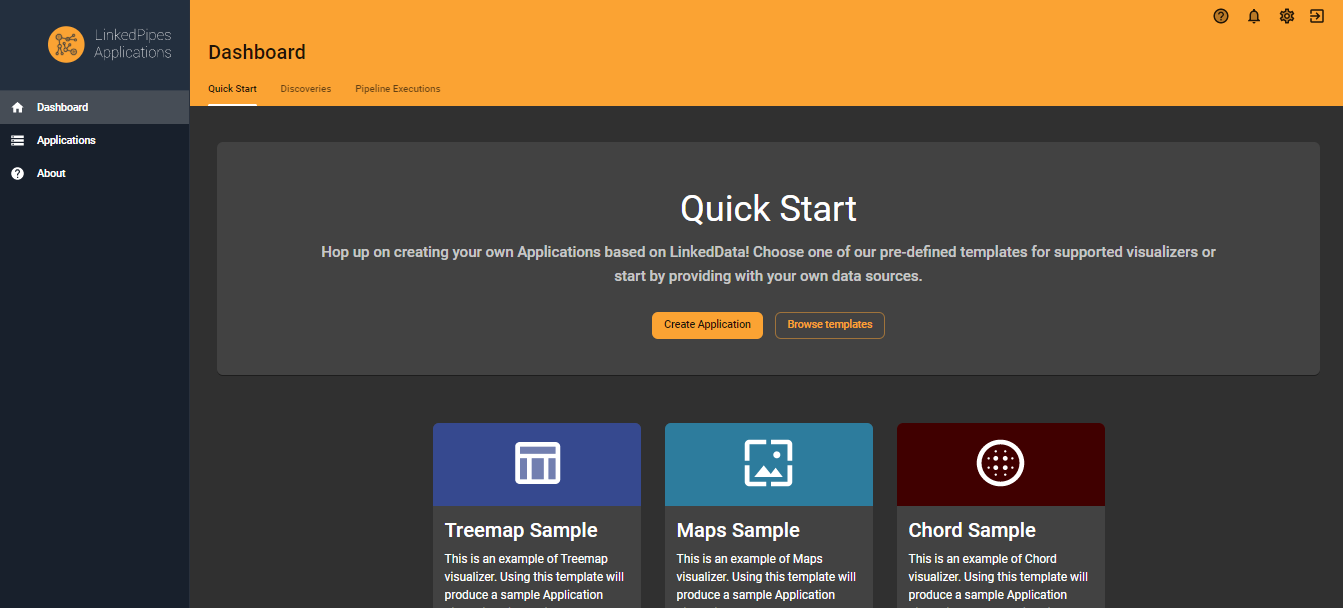 LinkedPipes
Applications
Dashboard
Quick Start
Discoveries
Pipeline Executions
Dashboard
Applications
About
Quick Start
Hop up on creating your own Applications based on LinkedData! Choose one of our pre-defined templates for supported visualizers or
start by providing with your own data sources.
Create Application
Browse templates
Treemap Sample
This is an example of Treemap
visualizer. Using this template will
produce a sample Application
Maps Sample
This is an example of Maps
visualizer. Using this template will
produce a sample Application
Chord Sample
This is an example of Chord
visualizer. Using this template will
produce a sample Application